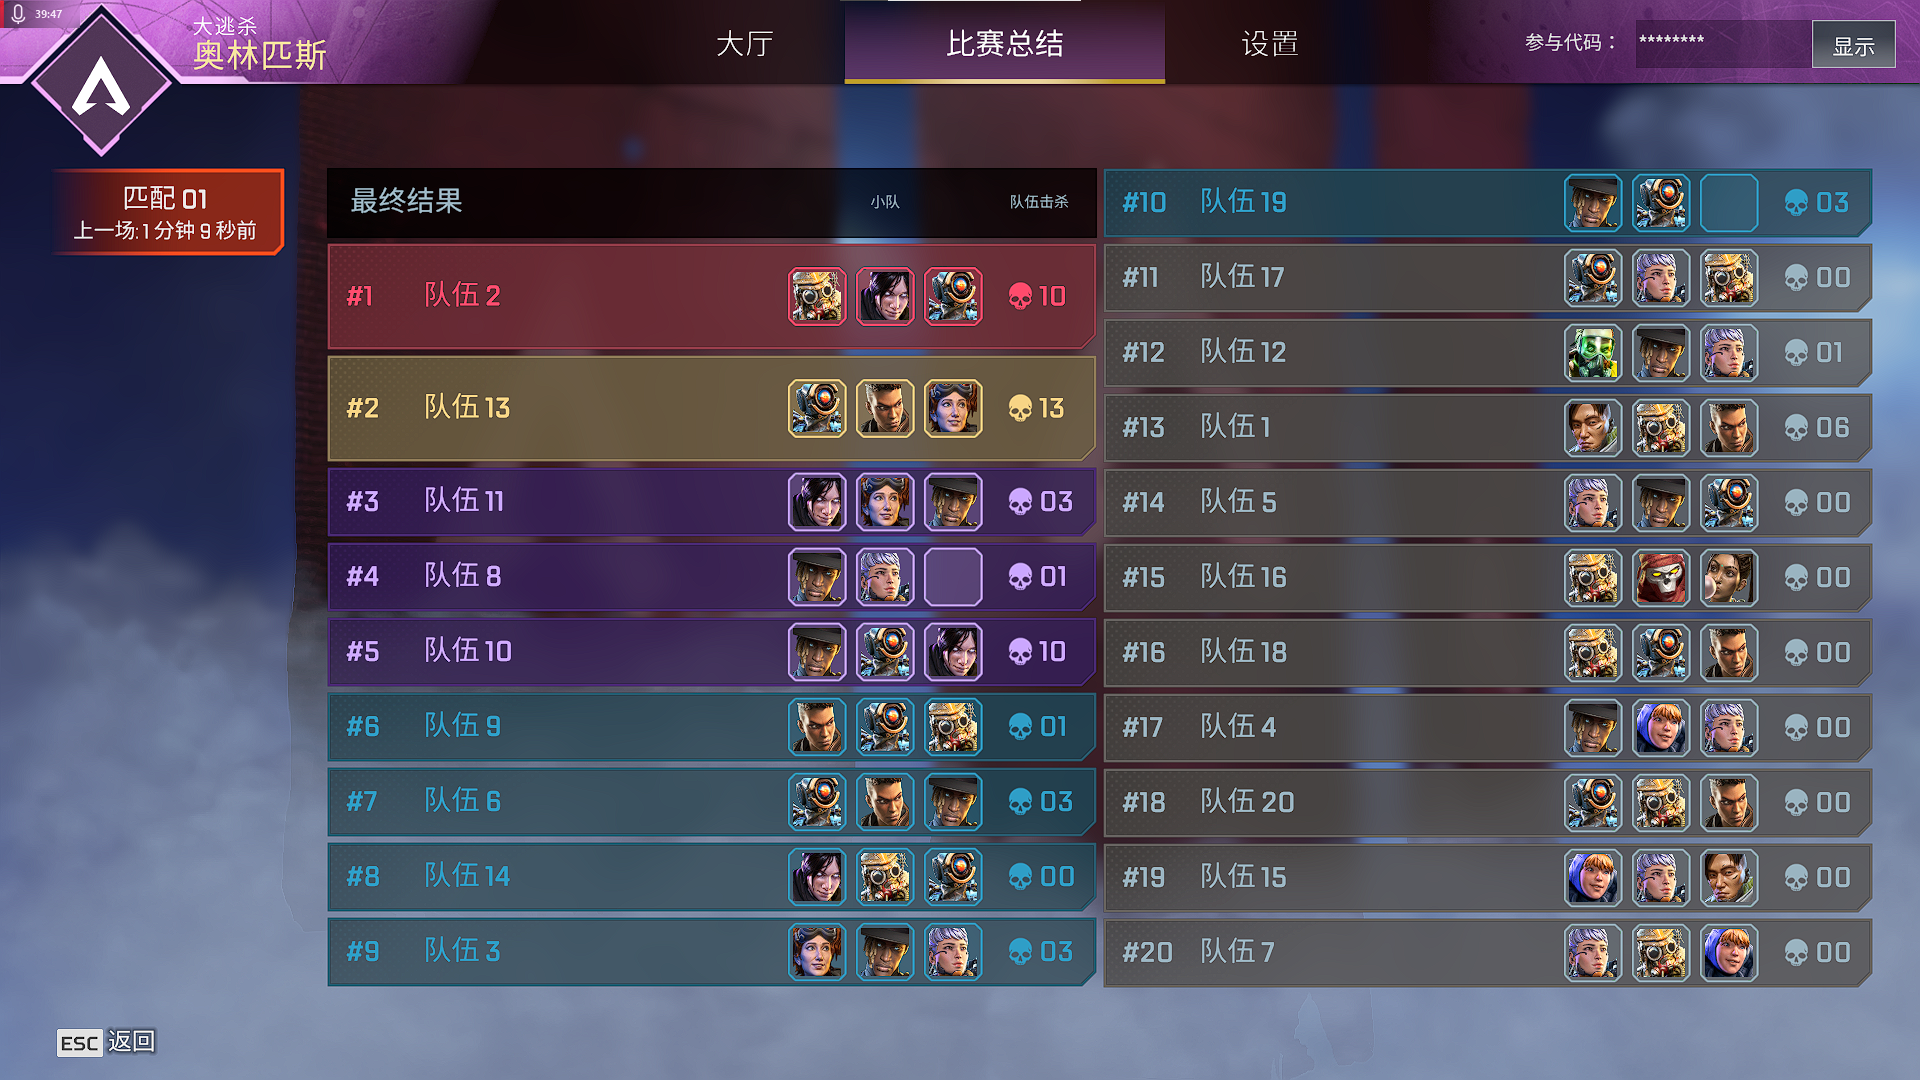 39:47
大逃杀
奥林匹斯
大厅
比赛总结
设置
参与代码： ********
显示
匹配 01
上一场:1 分钟 9 秒前
最终结果 小队 队伍击杀
#1 队伍 2 10
#2 队伍 13 13
#3 队伍 11 03
#4 队伍 8 01
#5 队伍 10 10
#6 队伍 9 01
#7 队伍 6 03
#8 队伍 14 00
#9 队伍 3 03
#10 队伍 19 03
#11 队伍 17 00
#12 队伍 12 01
#13 队伍 1 06
#14 队伍 5 00
#15 队伍 16 00
#16 队伍 18 00
#17 队伍 4 00
#18 队伍 20 00
#19 队伍 15 00
#20 队伍 7 00
ESC 返回